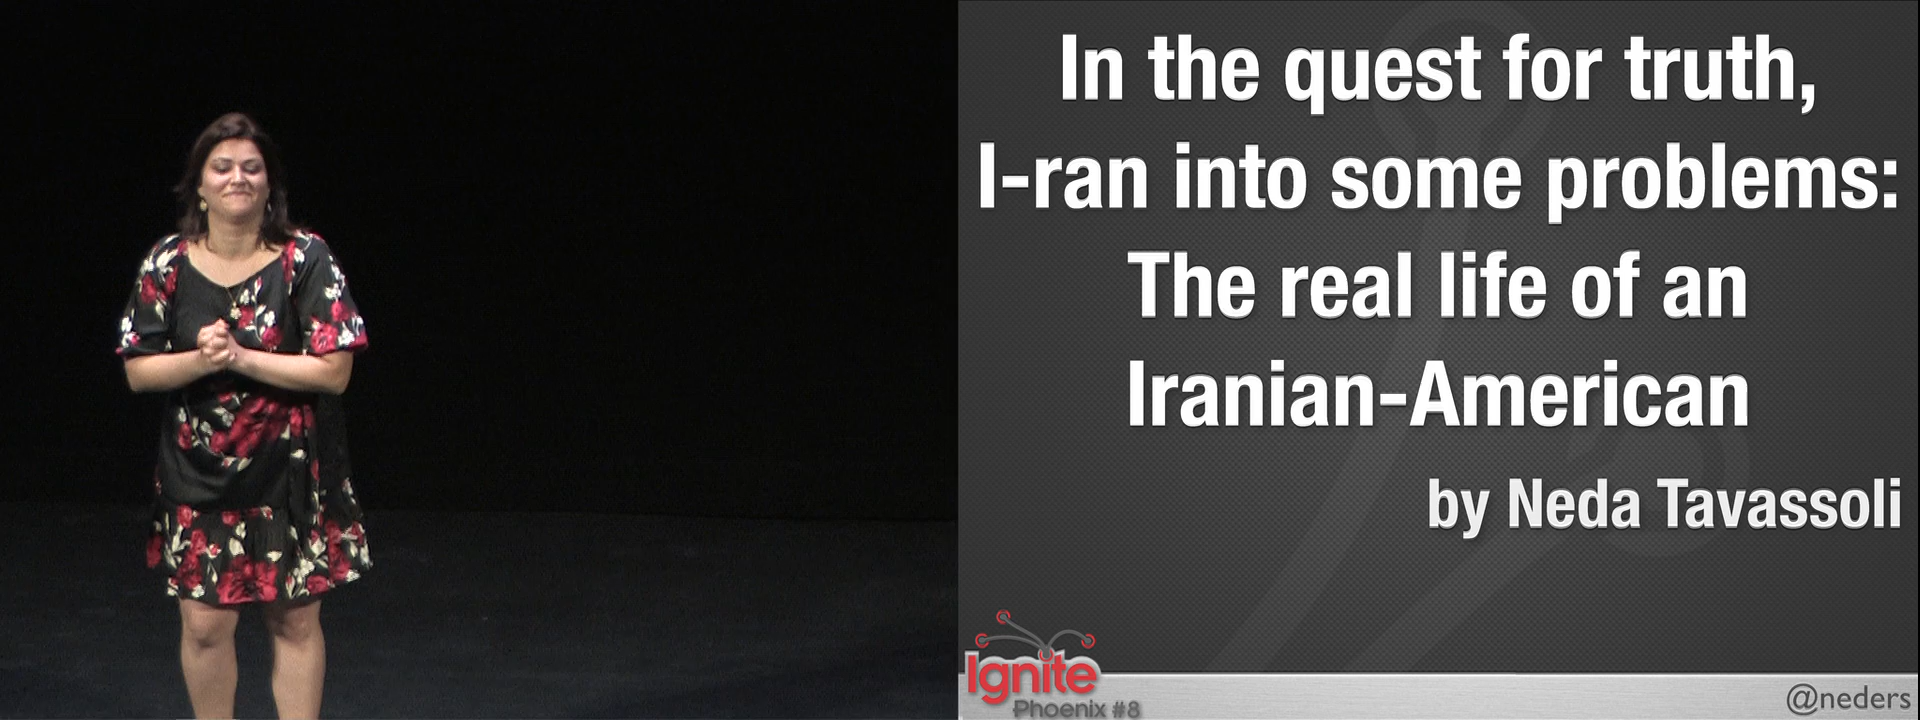 In the quest for truth,
I-ran into some problems:
The real life of an
Iranian-American
by Neda Tavassoli
Ignite
Phoenix #8
@neders